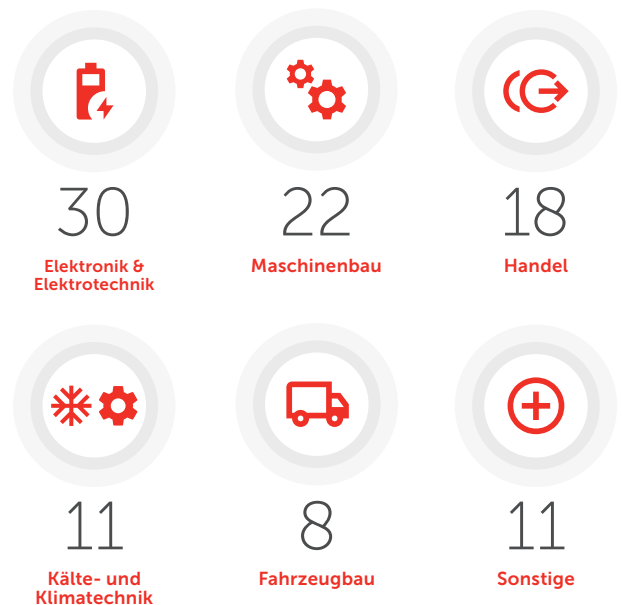 30
Elektronik &
Elektrotechnik
22
Maschinenbau
18
Handel
11
Kälte- und
Klimatechnik
8
Fahrzeugbau
11
Sonstige